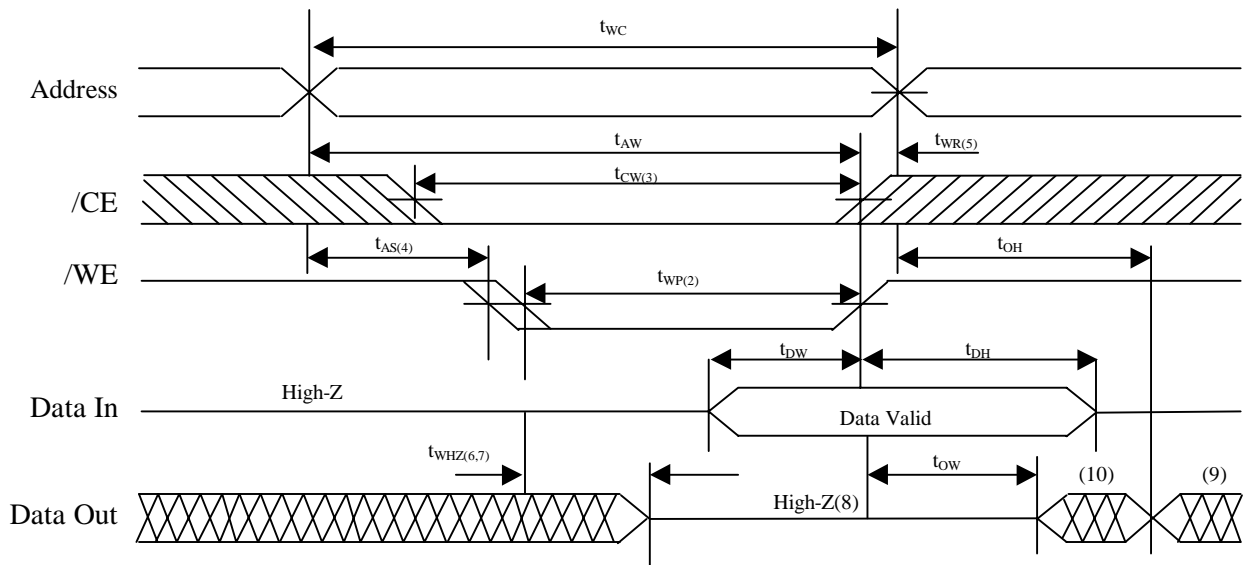 tWC
Address
tAW
tWR(5)
tCW(3)
/CE
tAS(4)
tOH
/WE
tWP(2)
tDW
tDH
High-Z
Data In
Data Valid
tWHZ(6,7)
tOW
(10)
(9)
High-Z(8)
Data Out